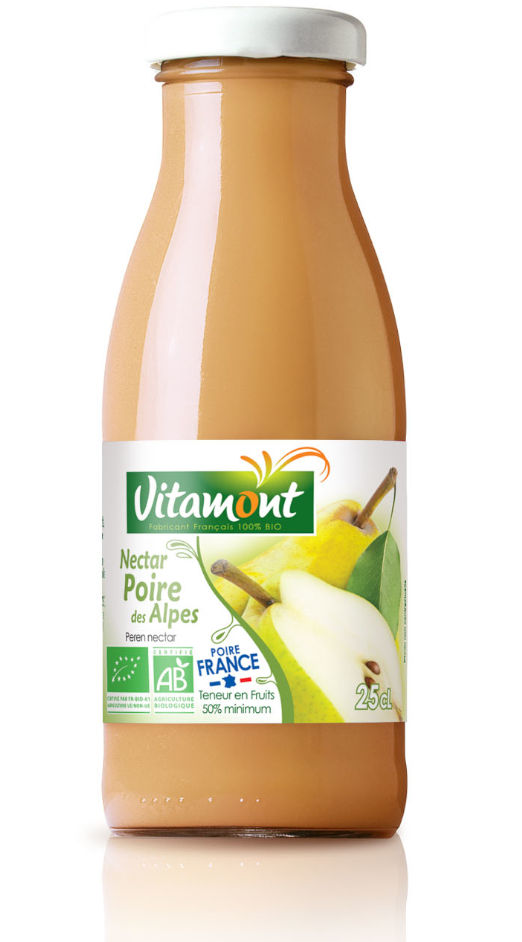 Vitamont
Fabricant Français 100% BIO
Nectar
Poire
des Alpes
Peren nectar
POIRE
FRANCE
Teneur en Fruits
50% minimum
CERTIFIÉ
AB
AGRICULTURE
BIOLOGIQUE
25cl